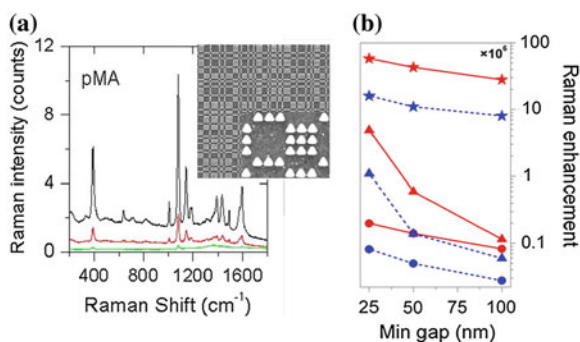 (a)
12
8
4
0
Raman intensity (counts)
pMA
400
800
1200
1600
Raman Shift (cm-1)
(b)
×10⁶
100
10
1
0.1
Raman enhancement
25
50
75
100
Min gap (nm)